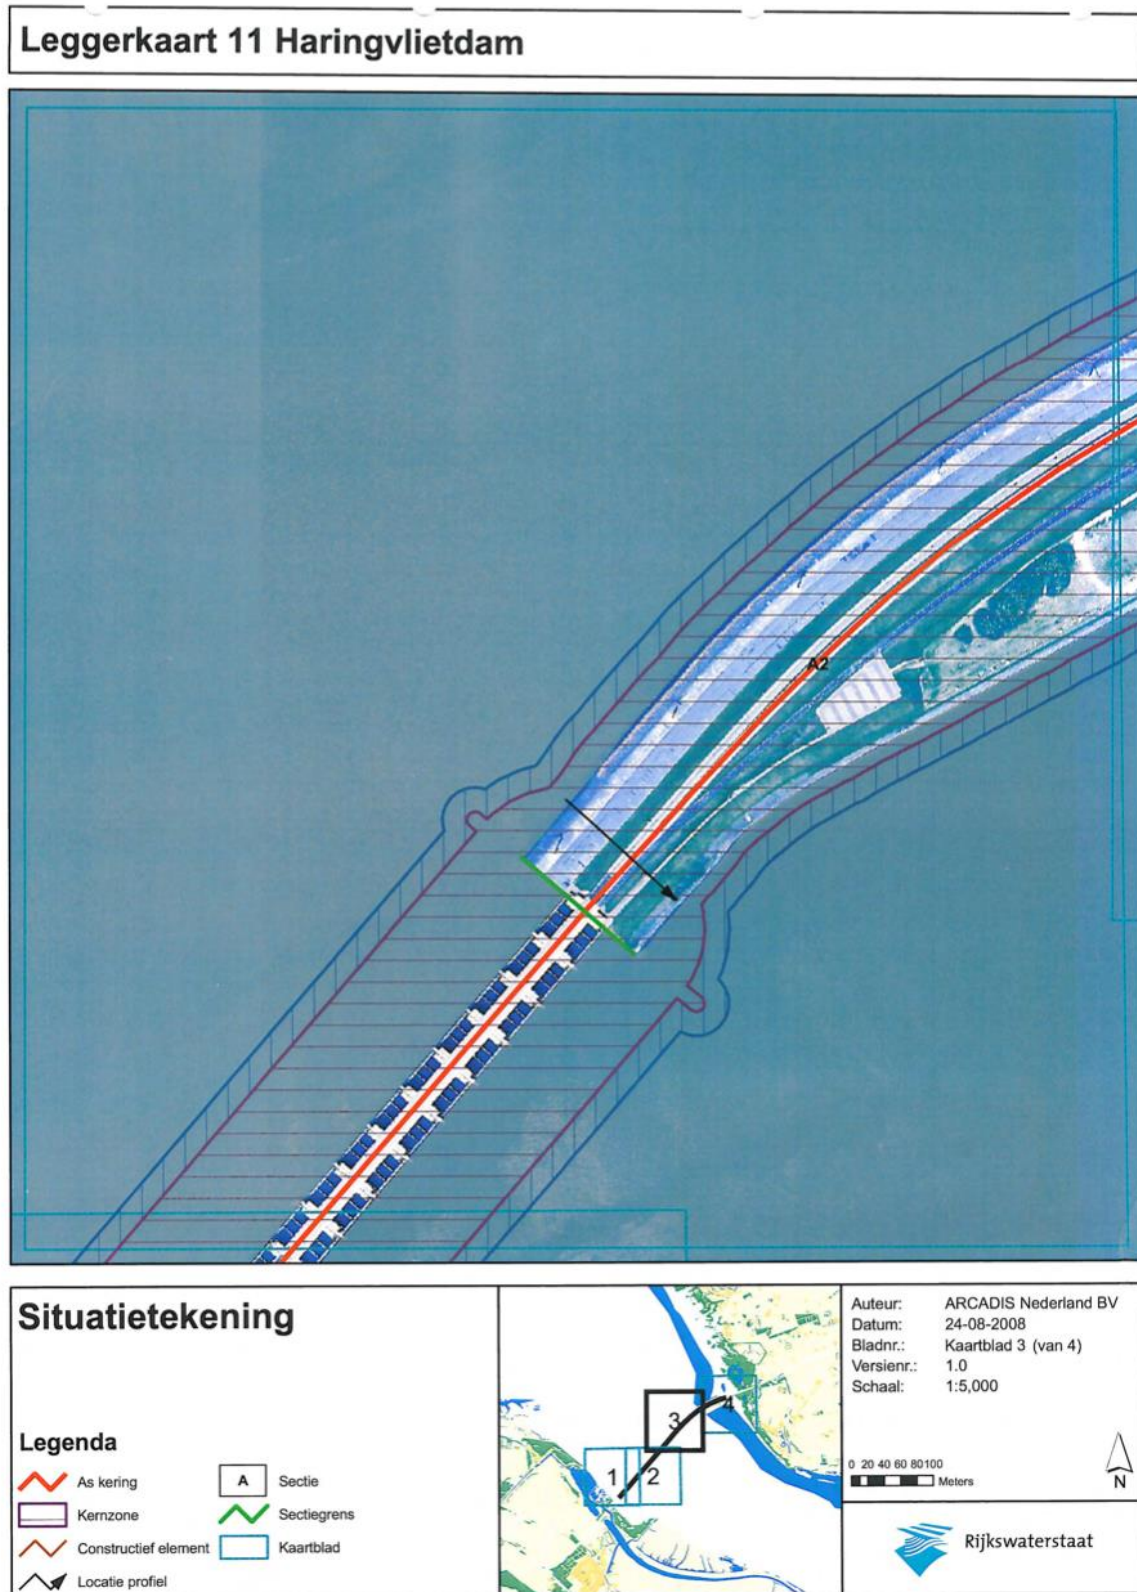 Leggerkaart 11 Haringvlietdam
A2
Situatietekening
Legenda
As kering
Kernzone
Constructief element
Locatie profiel
A Sectie
Sectiegrens
Kaartblad
1
2
3
4
Auteur: ARCADIS Nederland BV
Datum: 24-08-2008
Bladnr.: Kaartblad 3 (van 4)
Versienr.: 1.0
Schaal: 1:5,000
0 20 40 60 80100
Meters
N
Rijkswaterstaat